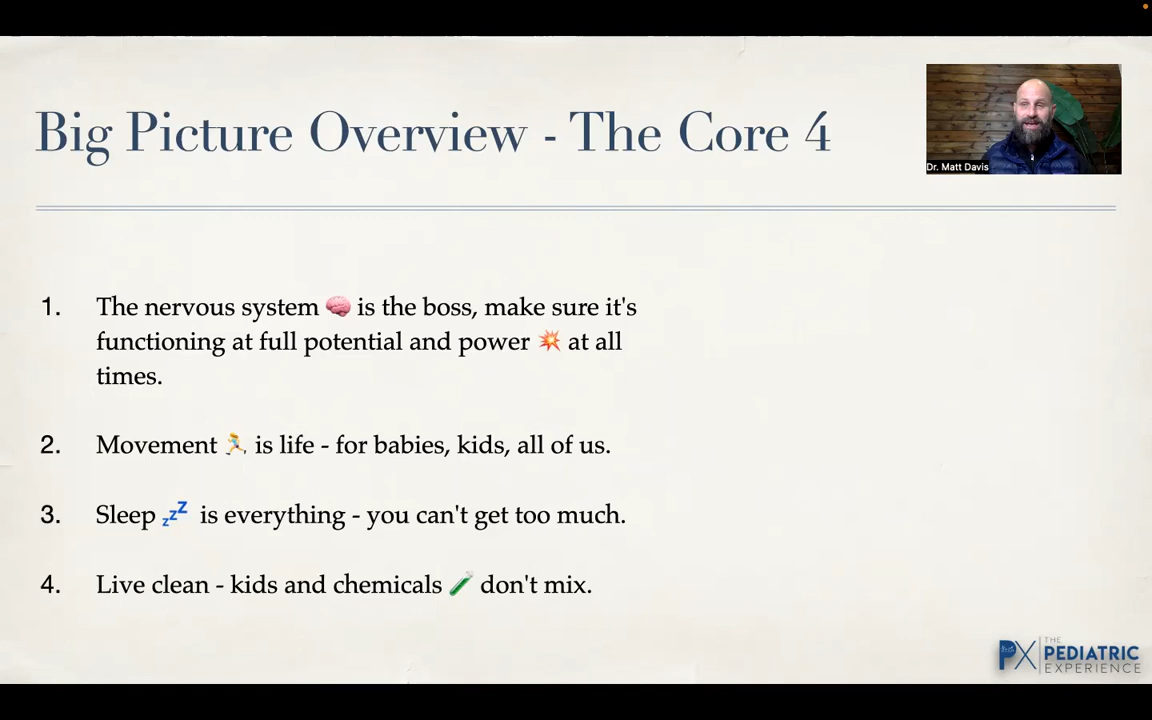 Big Picture Overview - The Core 4
Dr. Matt Davis
1. The nervous system 🧠 is the boss, make sure it's
functioning at full potential and power 💥 at all
times.
2. Movement 🏃 is life - for babies, kids, all of us.
3. Sleep 💤 is everything - you can't get too much.
4. Live clean - kids and chemicals 🧪 don't mix.
PX THE
PEDIATRIC
EXPERIENCE